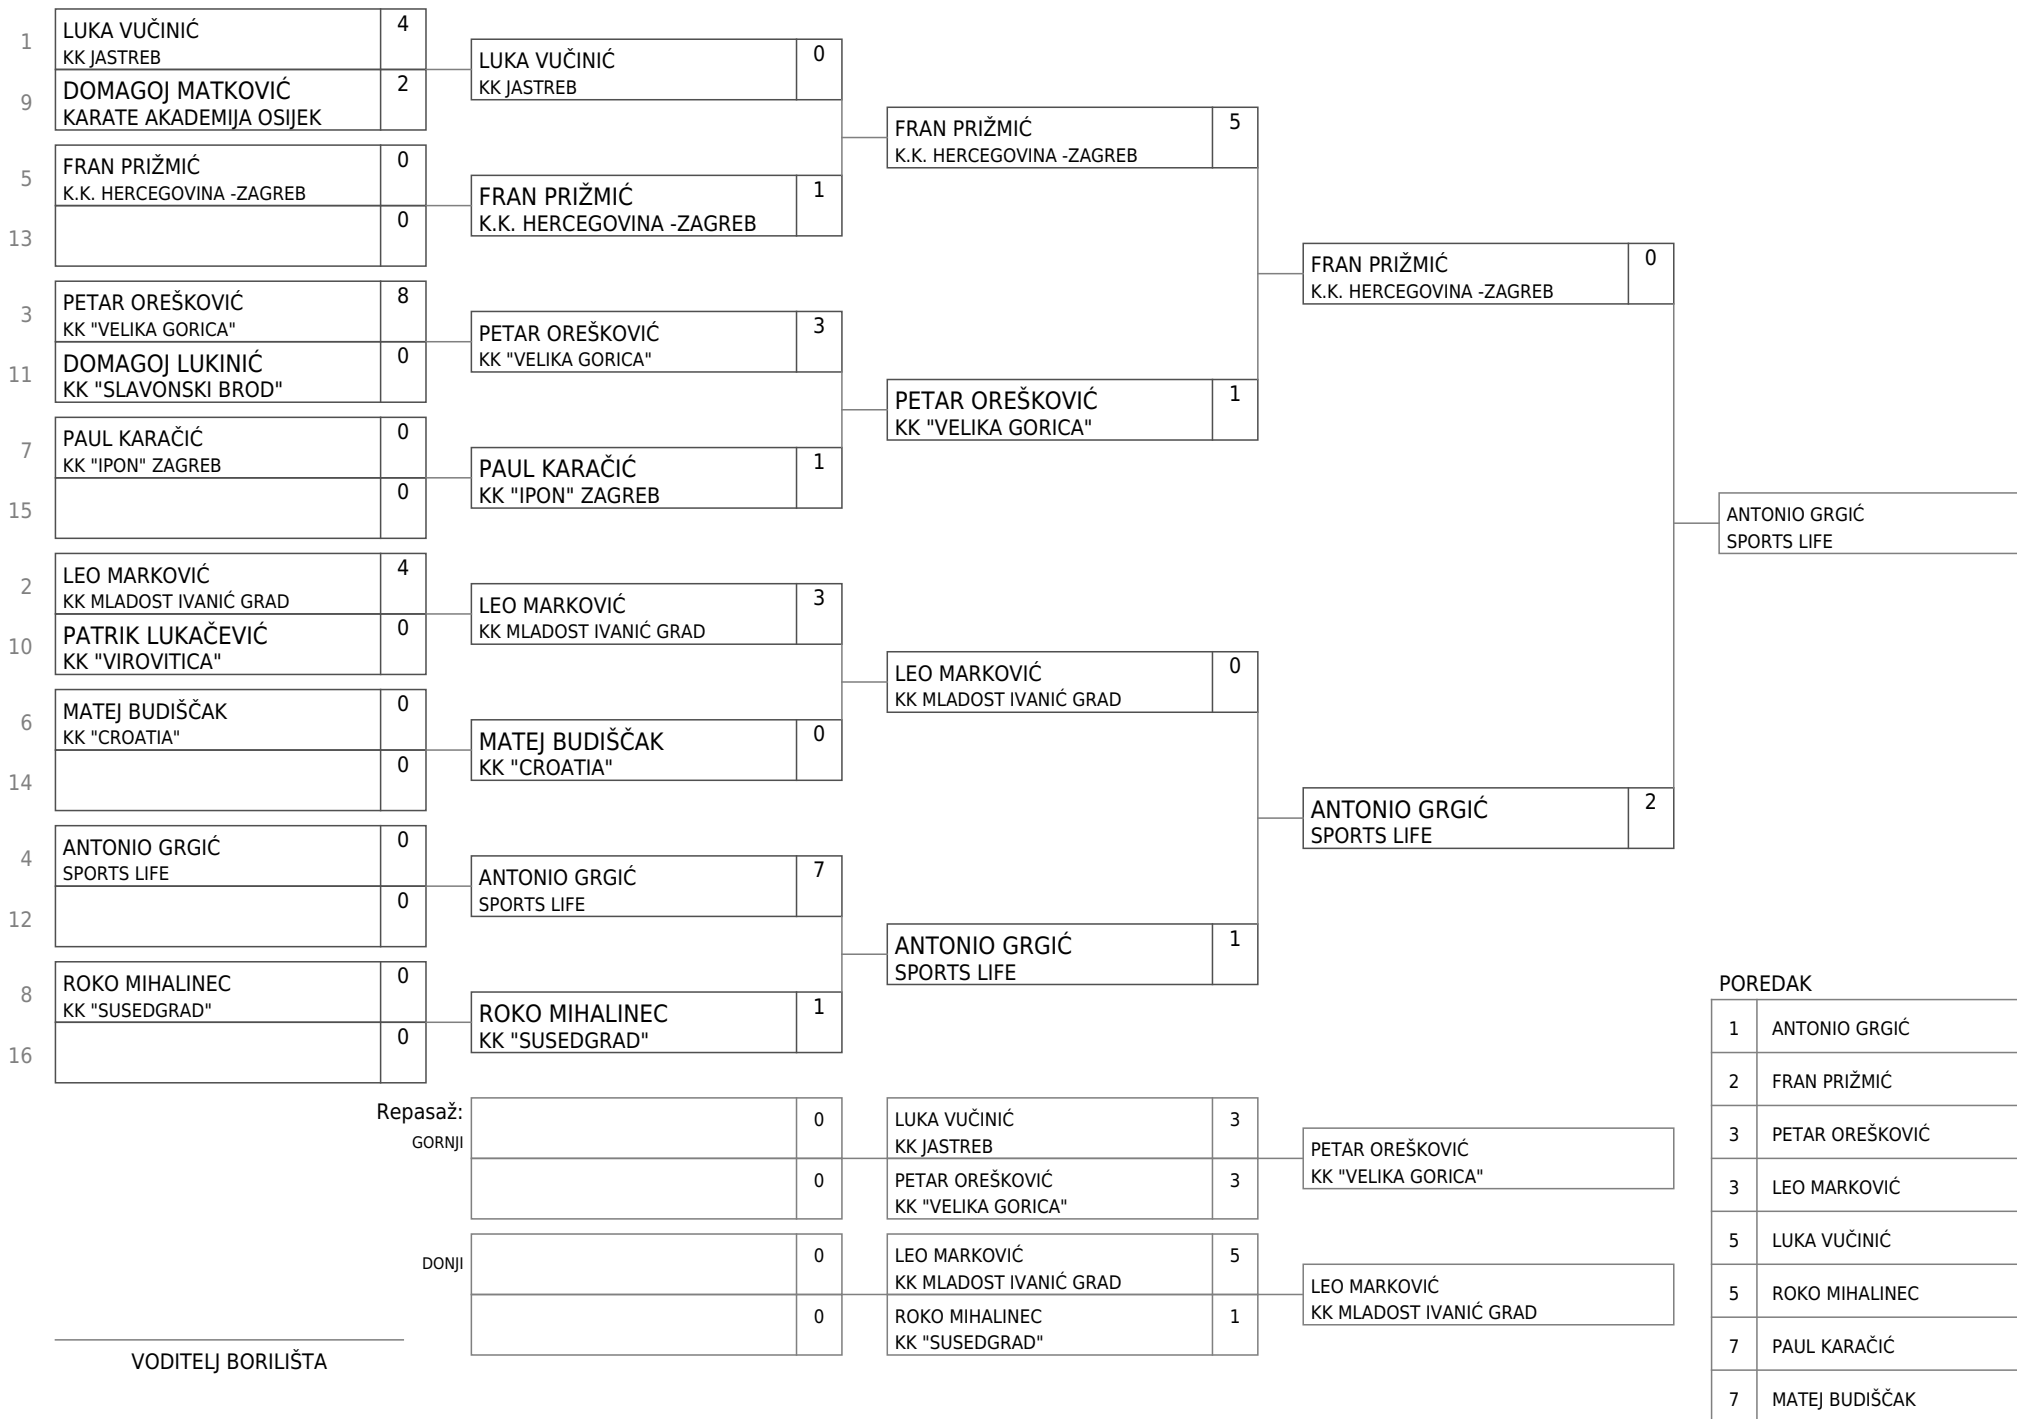 1
LUKA VUČINIĆ
4
KK JASTREB
9
DOMAGOJ MATKOVIĆ
2
KARATE AKADEMIJA OSIJEK
5
FRAN PRIŽMIĆ
0
K.K. HERCEGOVINA -ZAGREB
13
0
3
PETAR OREŠKOVIĆ
8
KK "VELIKA GORICA"
11
DOMAGOJ LUKINIĆ
0
KK "SLAVONSKI BROD"
7
PAUL KARAČIĆ
0
KK "IPON" ZAGREB
15
0
2
LEO MARKOVIĆ
4
KK MLADOST IVANIĆ GRAD
10
PATRIK LUKAČEVIĆ
0
KK "VIROVITICA"
6
MATEJ BUDIŠČAK
0
KK "CROATIA"
14
0
4
ANTONIO GRGIĆ
0
SPORTS LIFE
12
0
8
ROKO MIHALINEC
0
KK "SUSEDGRAD"
16
0
LUKA VUČINIĆ
0
KK JASTREB
FRAN PRIŽMIĆ
1
K.K. HERCEGOVINA -ZAGREB
PETAR OREŠKOVIĆ
3
KK "VELIKA GORICA"
PAUL KARAČIĆ
1
KK "IPON" ZAGREB
LEO MARKOVIĆ
3
KK MLADOST IVANIĆ GRAD
MATEJ BUDIŠČAK
0
KK "CROATIA"
ANTONIO GRGIĆ
7
SPORTS LIFE
ROKO MIHALINEC
1
KK "SUSEDGRAD"
FRAN PRIŽMIĆ
5
K.K. HERCEGOVINA -ZAGREB
PETAR OREŠKOVIĆ
1
KK "VELIKA GORICA"
LEO MARKOVIĆ
0
KK MLADOST IVANIĆ GRAD
ANTONIO GRGIĆ
1
SPORTS LIFE
FRAN PRIŽMIĆ
0
K.K. HERCEGOVINA -ZAGREB
ANTONIO GRGIĆ
2
SPORTS LIFE
ANTONIO GRGIĆ
SPORTS LIFE
Repasaž:
GORNJI
0
0
LUKA VUČINIĆ
3
KK JASTREB
PETAR OREŠKOVIĆ
3
KK "VELIKA GORICA"
PETAR OREŠKOVIĆ
KK "VELIKA GORICA"
DONJI
0
0
LEO MARKOVIĆ
5
KK MLADOST IVANIĆ GRAD
ROKO MIHALINEC
1
KK "SUSEDGRAD"
LEO MARKOVIĆ
KK MLADOST IVANIĆ GRAD
VODITELJ BORILIŠTA
POREDAK
1 ANTONIO GRGIĆ
2 FRAN PRIŽMIĆ
3 PETAR OREŠKOVIĆ
3 LEO MARKOVIĆ
5 LUKA VUČINIĆ
5 ROKO MIHALINEC
7 PAUL KARAČIĆ
7 MATEJ BUDIŠČAK